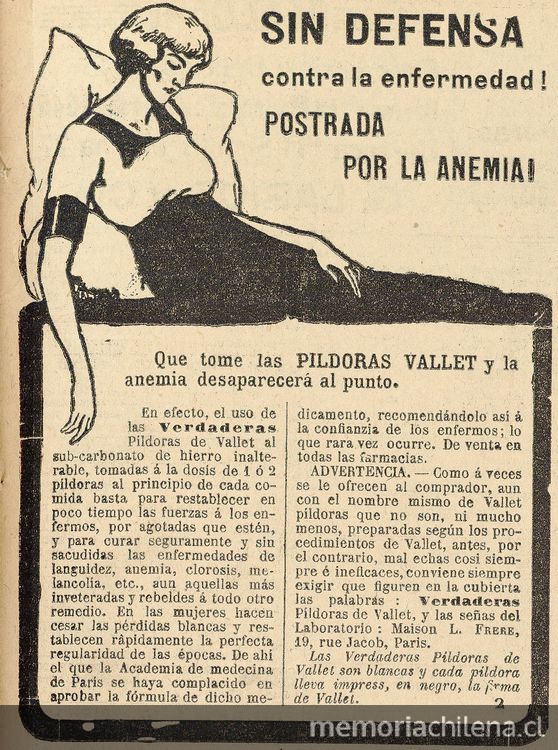 SIN DEFENSA
contra la enfermedad!
POSTRADA
POR LA ANEMIA!
Que tome las PILDORAS VALLET y la
anemia desaparecerá al punto.
En efecto, el uso de
las Verdaderas
Píldoras de Vallet al
sub-carbonato de hierro inalte-
rable, tomadas á la dosis de 1 ó 2
píldoras al principio de cada co-
mida basta para restablecer en
poco tiempo las fuerzas á los en-
fermos, por agotadas que estén,
y para curar seguramente y sin
sacudidas las enfermedades de
languidez, anemia, clorosis, me-
lancolia, etc., aun aquellas más
inveteradas y rebeldes á todo otro
remedio. En las mujeres hacen
cesar las pérdidas blancas y res-
tablecen rápidamente la perfecta
regularidad de las épocas. De ahí
el que la Academia de medecina
de Paris se haya complacido en
aprobar la fórmula de dicho me-
dicamento, recomendándolo así á
la confianzia de los enfermos; lo
que rara vez ocurre. De venta en
todas las farmacias.
ADVERTENCIA. — Como á veces
se le ofrecen al comprador, aun
con el nombre mismo de Vallet
píldoras que no son, ni mucho
menos, preparadas según los pro-
cedimientos de Vallet, antes, por
el contrario, mal echas cosi siem-
pre é ineficaces, conviene siempre
exigir que figuren en la cubierta
las palabras : Verdaderas
Píldoras de Vallet, y las señas del
Laboratorio : Maison L. FRERE,
19, rue Jacob, Paris.
Las Verdaderas Píldoras de
Vallet son blancas y cada píldora
lleva impress, en negro, la firma
de Vallet.
2
memoriachilena.cl